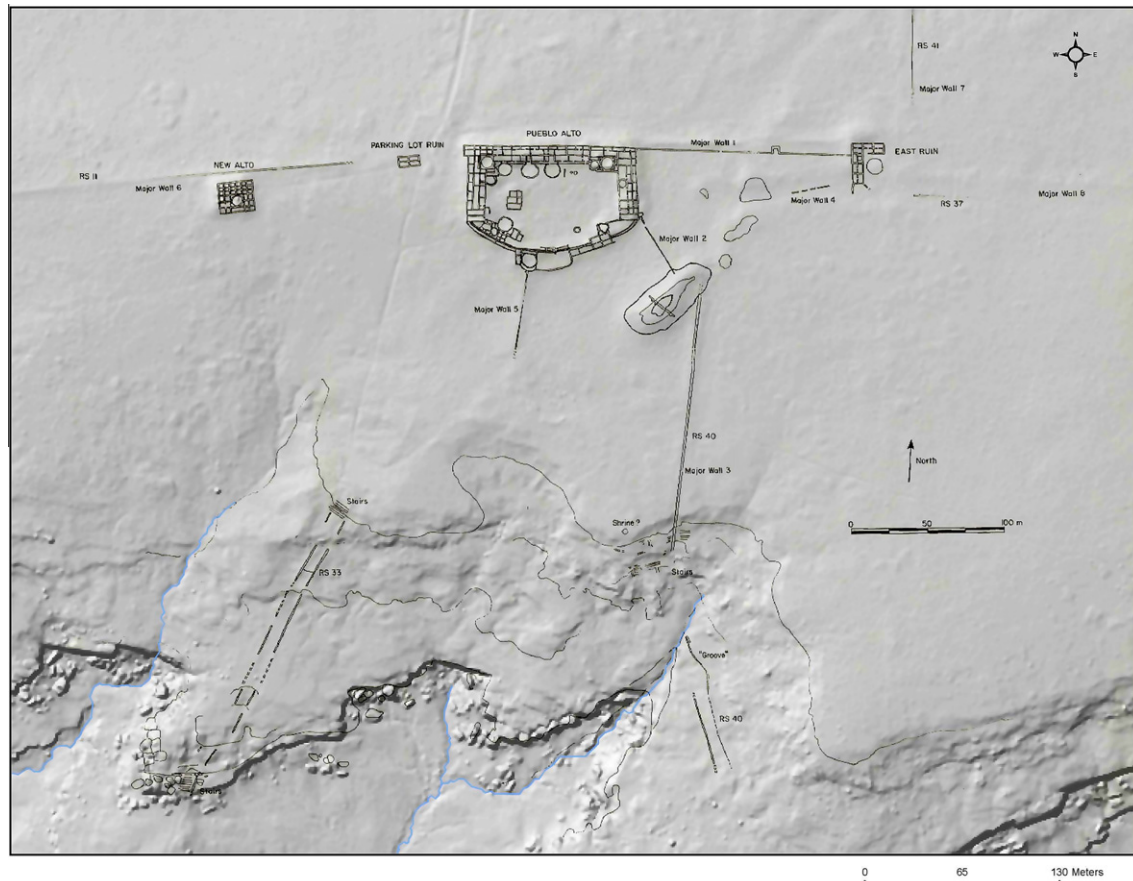 RS 41
N
W E
S
Major Wall 7
PUEBLO ALTO
PARKING LOT RUIN
Major Wall 1
EAST RUIN
NEW ALTO
RS 11
Major Wall 6
Major Wall 4
RS 37
Major Wall 8
Major Wall 2
Major Wall 5
RS 40
North
Major Wall 3
Stairs
Shrine?
0 50 100 m
RS 33
Stairs
"Groove"
RS 40
Stairs
0 65 130 Meters